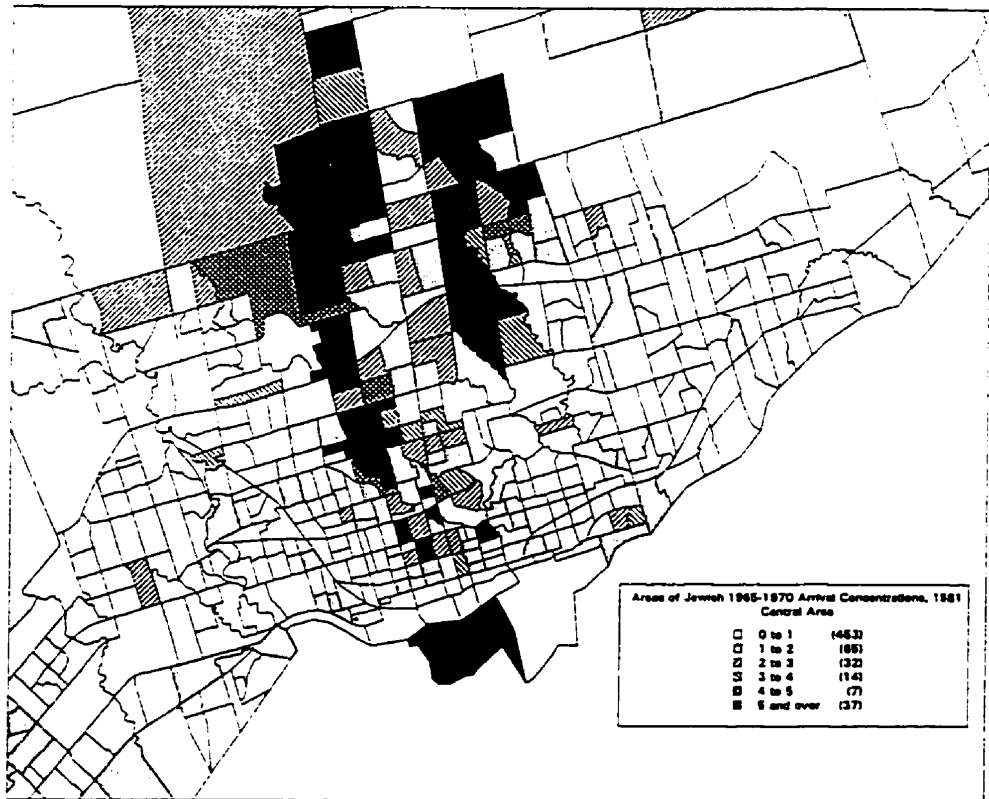 Areas of Jewish 1965-1970 Arrival Concentrations, 1981
Central Area
0 to 1 (463)
1 to 2 (65)
2 to 3 (32)
3 to 4 (14)
4 to 5 (7)
5 and over (37)